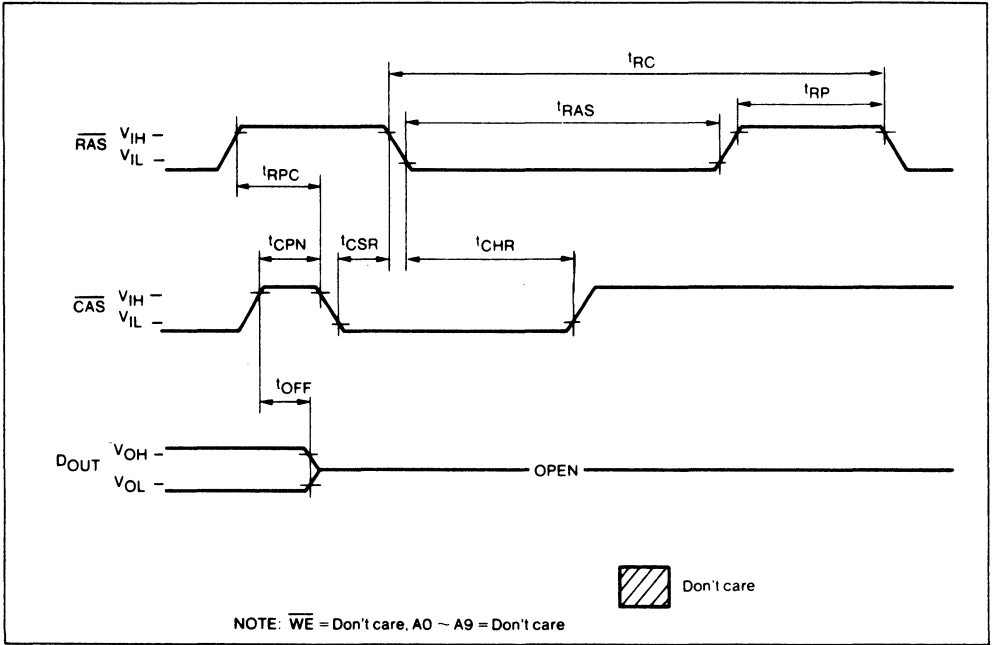 tRC
tRP
tRAS
RAS VIH
VIL
tRPC
tCPN tCSR tCHR
CAS VIH
VIL
tOFF
DOUT VOH
VOL
OPEN
Don't care
NOTE: WE = Don't care, A0 ~ A9 = Don't care